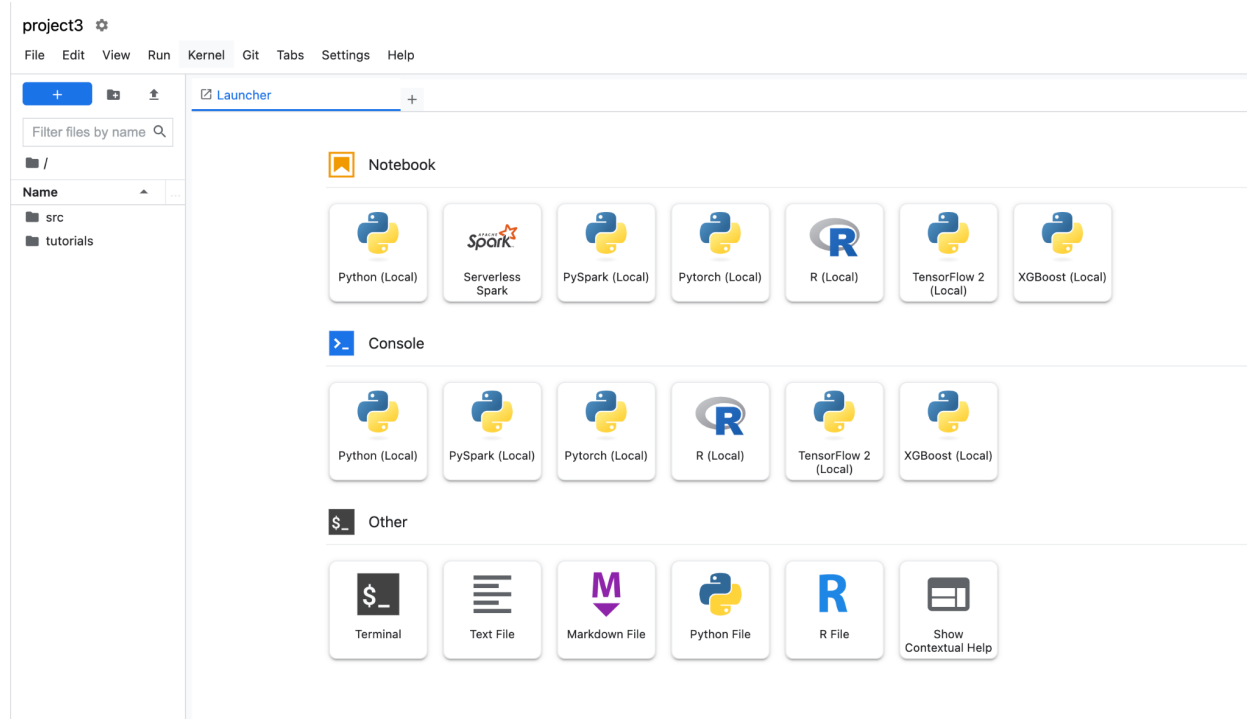 project3
File Edit View Run Kernel Git Tabs Settings Help
+
Launcher
+
Filter files by name
/
Name
...
src
tutorials
Notebook
Python (Local)
APACHE Spark
Serverless
Spark
PySpark (Local)
Pytorch (Local)
R
R (Local)
TensorFlow 2
(Local)
XGBoost (Local)
>_
Console
Python (Local)
PySpark (Local)
Pytorch (Local)
R
R (Local)
TensorFlow 2
(Local)
XGBoost (Local)
$_
Other
$_
Terminal
Text File
M
Markdown File
Python File
R
R File
Show
Contextual Help